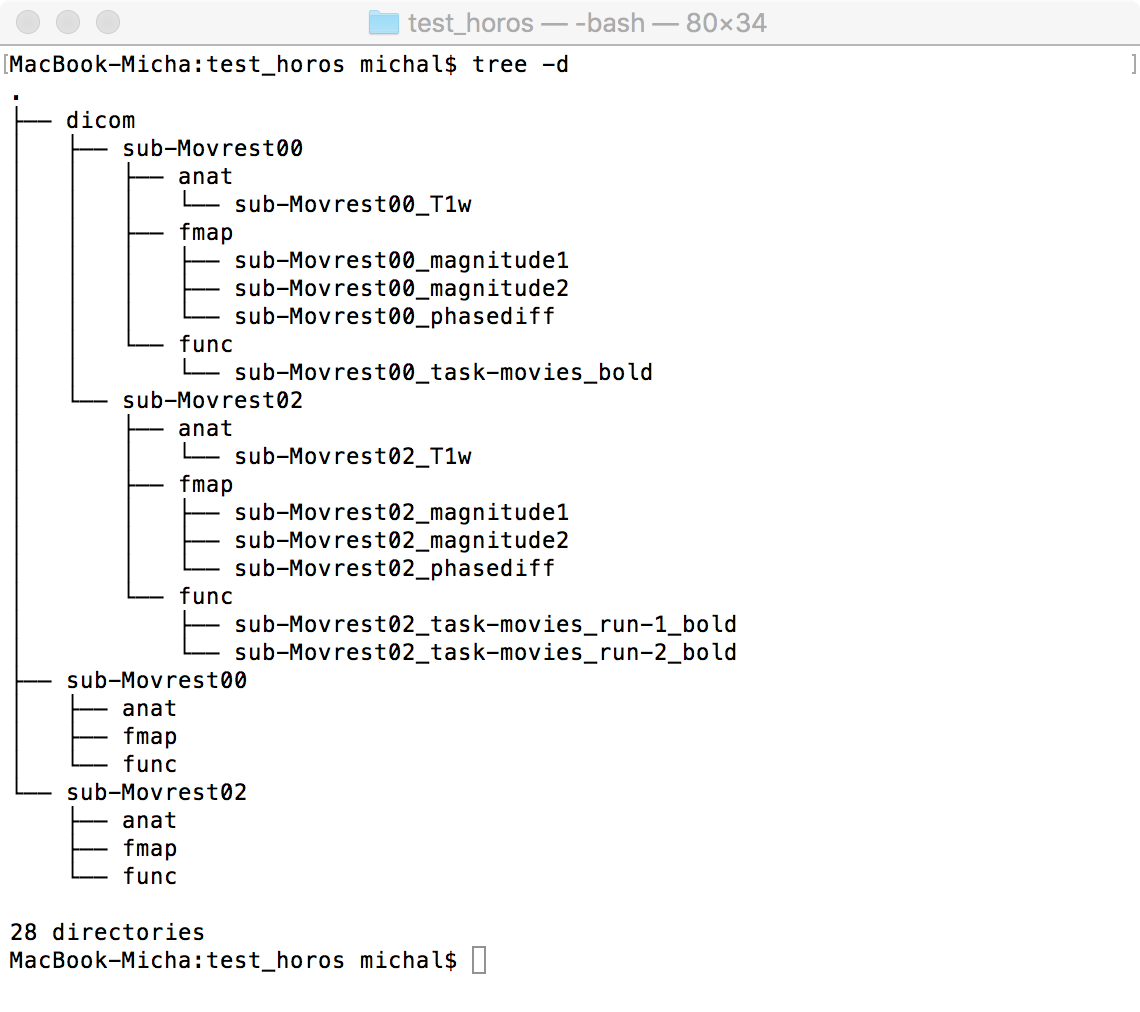 test_horos — -bash — 80×34
[MacBook-Micha:test_horos michal$ tree -d ]
.
├── dicom
│   ├── sub-Movrest00
│   │   ├── anat
│   │   │   └── sub-Movrest00_T1w
│   │   ├── fmap
│   │   │   ├── sub-Movrest00_magnitude1
│   │   │   ├── sub-Movrest00_magnitude2
│   │   │   └── sub-Movrest00_phasediff
│   │   └── func
│   │       └── sub-Movrest00_task-movies_bold
│   └── sub-Movrest02
│       ├── anat
│       │   └── sub-Movrest02_T1w
│       ├── fmap
│       │   ├── sub-Movrest02_magnitude1
│       │   ├── sub-Movrest02_magnitude2
│       │   └── sub-Movrest02_phasediff
│       └── func
│           ├── sub-Movrest02_task-movies_run-1_bold
│           └── sub-Movrest02_task-movies_run-2_bold
├── sub-Movrest00
│   ├── anat
│   ├── fmap
│   └── func
└── sub-Movrest02
    ├── anat
    ├── fmap
    └── func
28 directories
MacBook-Micha:test_horos michal$